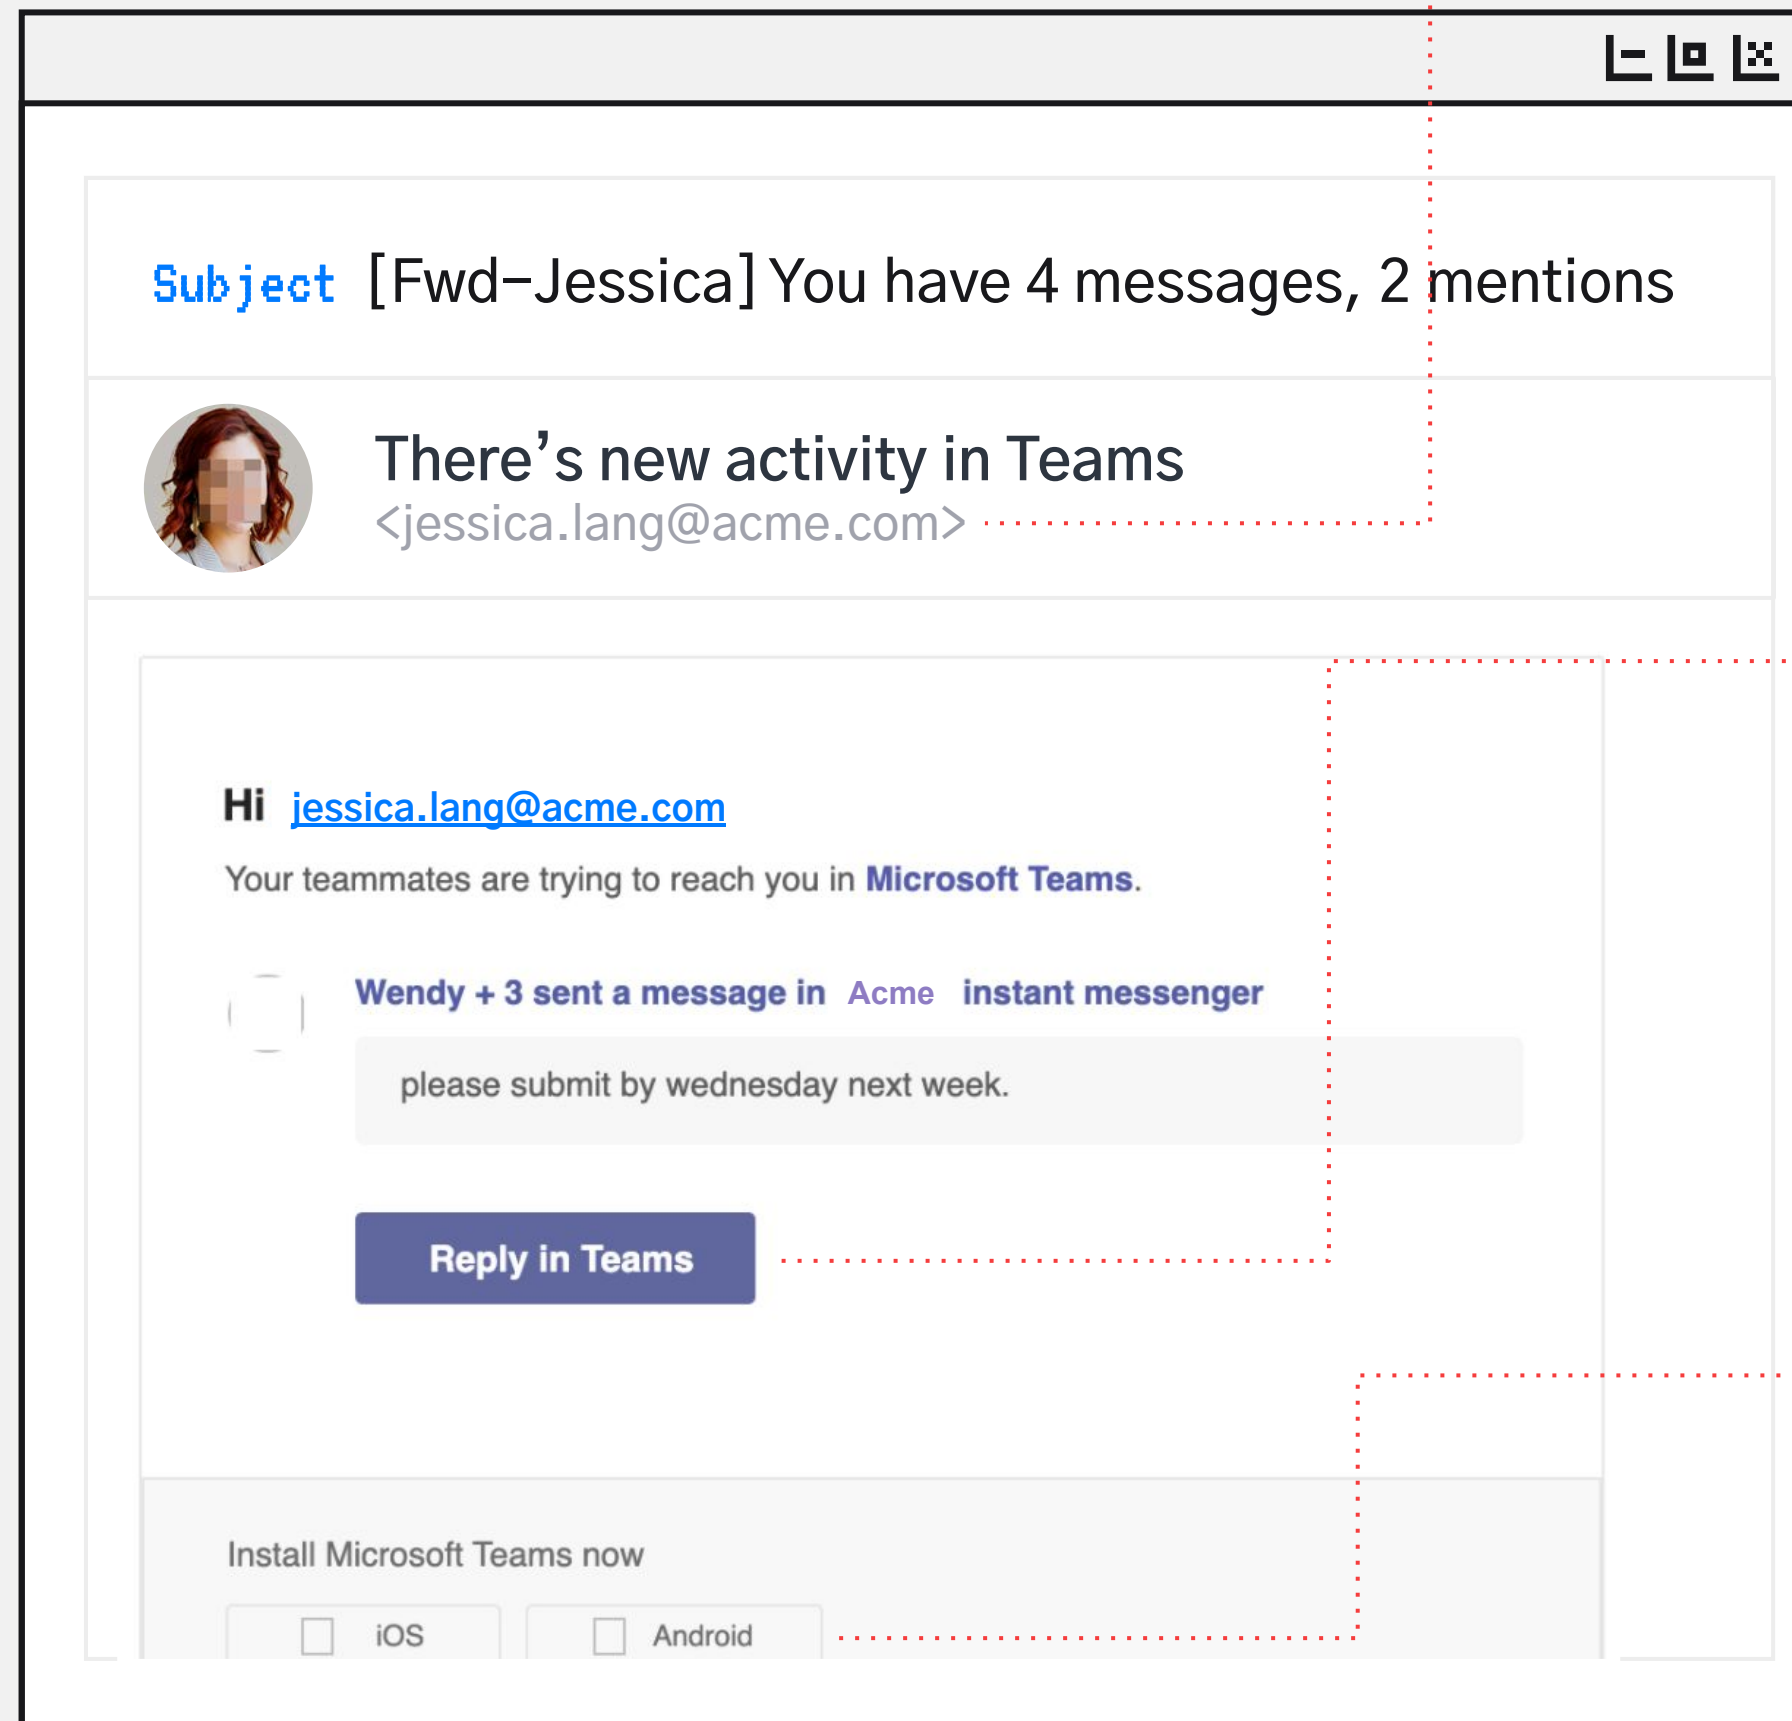 Subject [Fwd-Jessica] You have 4 messages, 2 mentions
There’s new activity in Teams
<jessica.lang@acme.com>
Hi jessica.lang@acme.com
Your teammates are trying to reach you in Microsoft Teams.
Wendy + 3 sent a message in Acme instant messenger
please submit by wednesday next week.
Reply in Teams
Install Microsoft Teams now
iOS Android